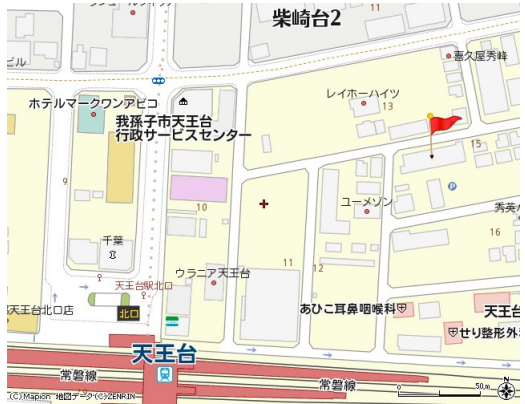 柴崎台2
11
ビル
喜久屋秀峰
レイホーハイツ
13
ホテルマークワンアビコ
我孫子市天王台
行政サービスセンター
15
9
10
ユーメゾン
P
秀英
16
千葉
天王台駅北口
ウラニア天王台
11
12
天王台北口店
北口
あびこ耳鼻咽喉科
天王台
せり整形外
天王台
常磐線
常磐線
50m
(C)Mapion 地図データ(C)ZENRIN